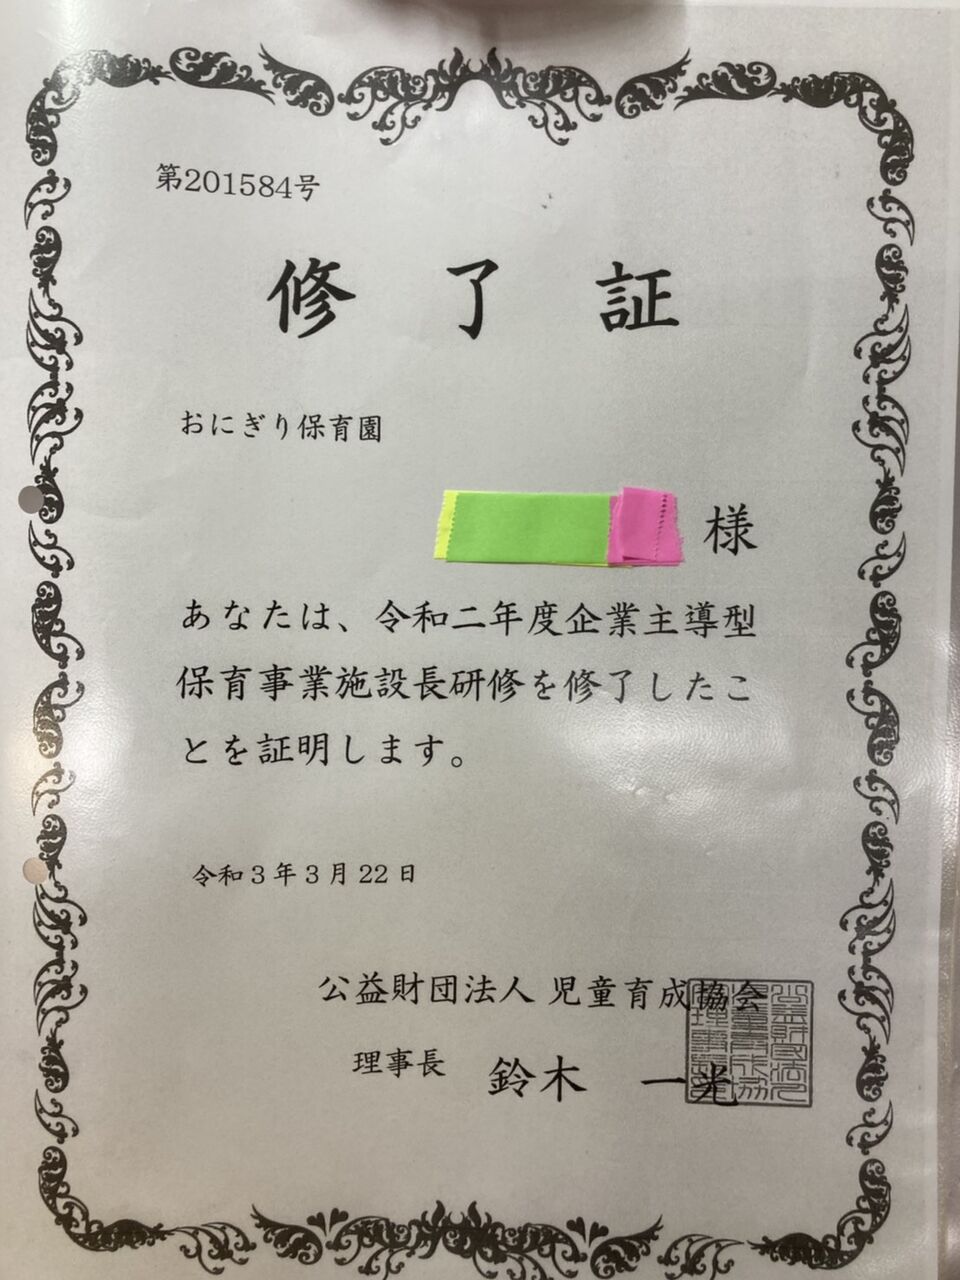 第201584号
修了証
おにぎり保育園
様
あなたは、令和二年度企業主導型
保育事業施設長研修を修了したこ
とを証明します。
令和3年3月22日
公益財団法人 児童育成協会
理事長 鈴木 一光